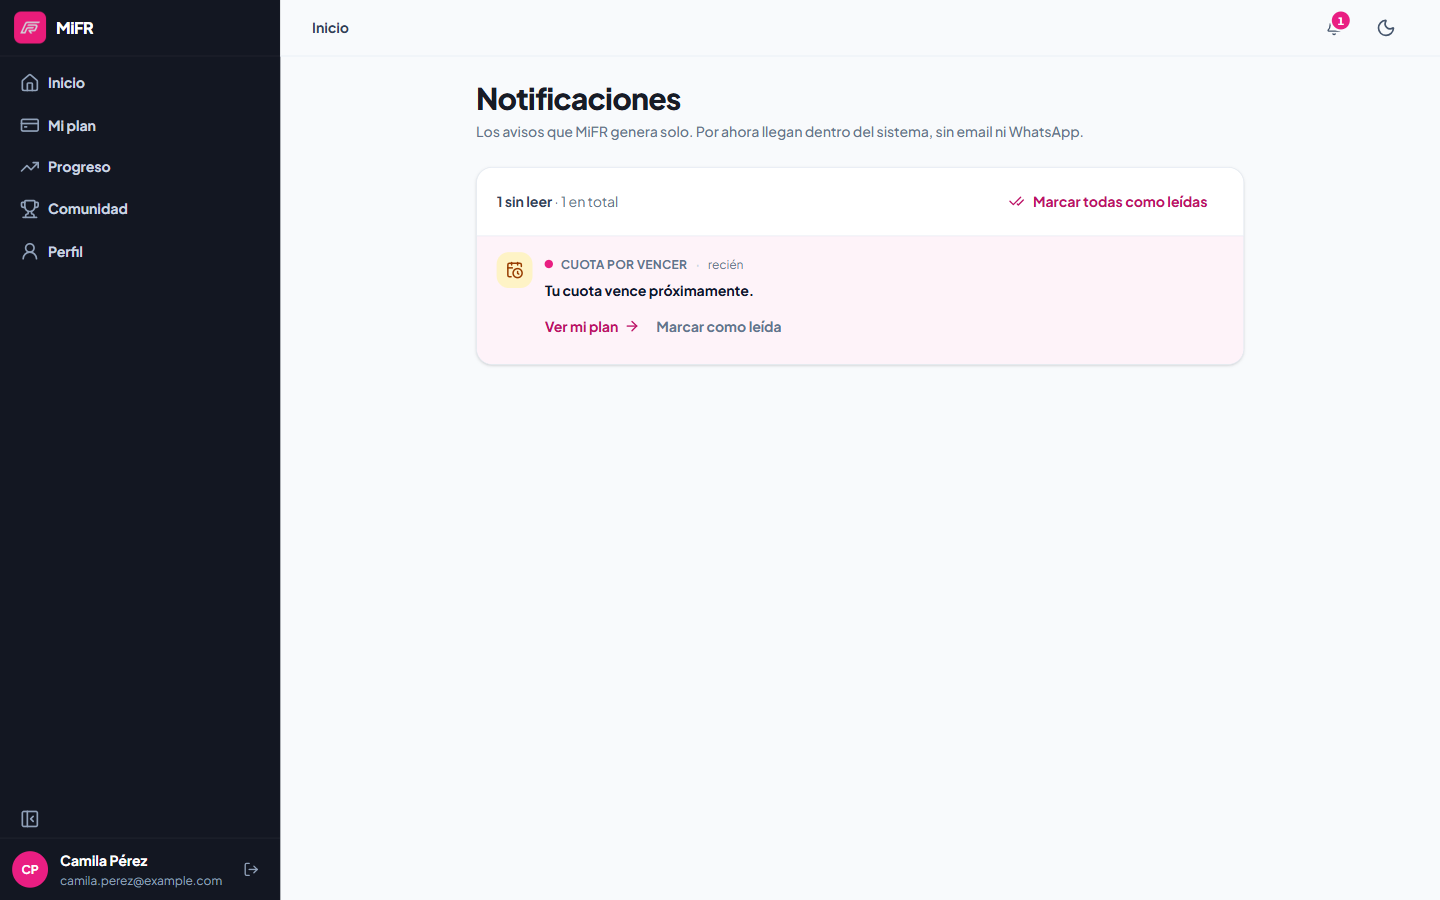 MiFR
Inicio
Mi plan
Progreso
Comunidad
Perfil
CP
Camila Pérez
camila.perez@example.com
Inicio
1
Notificaciones
Los avisos que MiFR genera solo. Por ahora llegan dentro del sistema, sin email ni WhatsApp.
1 sin leer · 1 en total
Marcar todas como leídas
CUOTA POR VENCER · recién
Tu cuota vence próximamente.
Ver mi plan → Marcar como leída